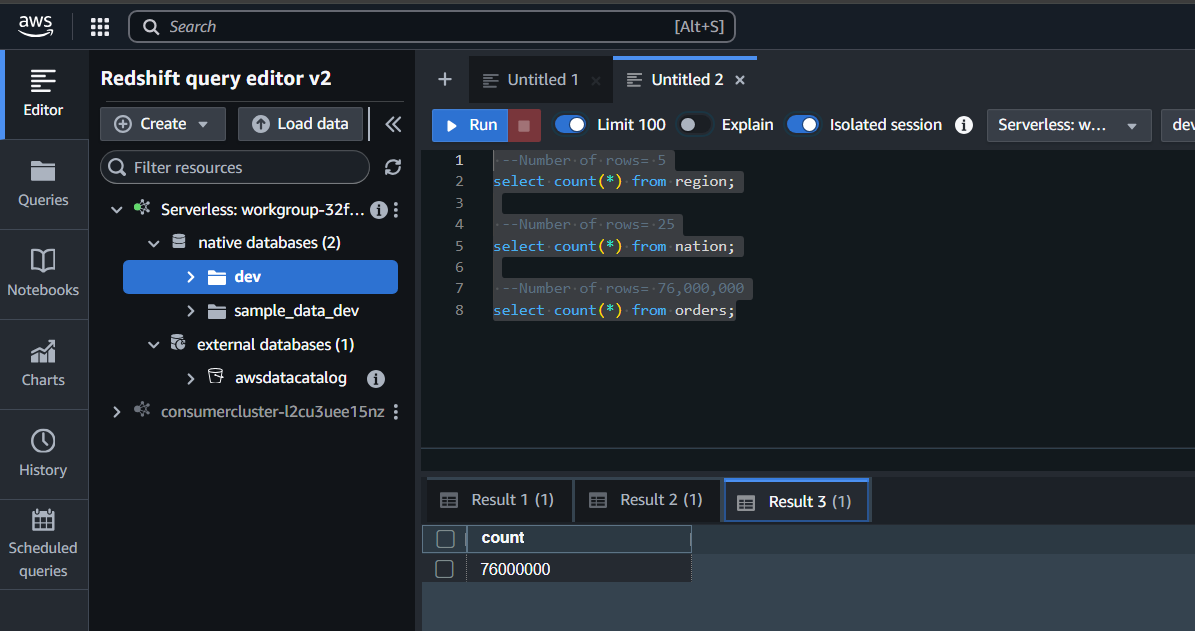 aws
Search [Alt+S]
Editor
Queries
Notebooks
Charts
History
Scheduled
queries
Redshift query editor v2
Create
Load data
Filter resources
Serverless: workgroup-32f...
native databases (2)
dev
sample_data_dev
external databases (1)
awsdatacatalog
consumercluster-l2cu3uee15nz
Untitled 1
Untitled 2
Run Limit 100 Explain Isolated session Serverless: w... dev
1 --Number of rows= 5
2 select count(*) from region;
3
4 --Number of rows= 25
5 select count(*) from nation;
6
7 --Number of rows= 76,000,000
8 select count(*) from orders;
Result 1 (1)
Result 2 (1)
Result 3 (1)
count
76000000